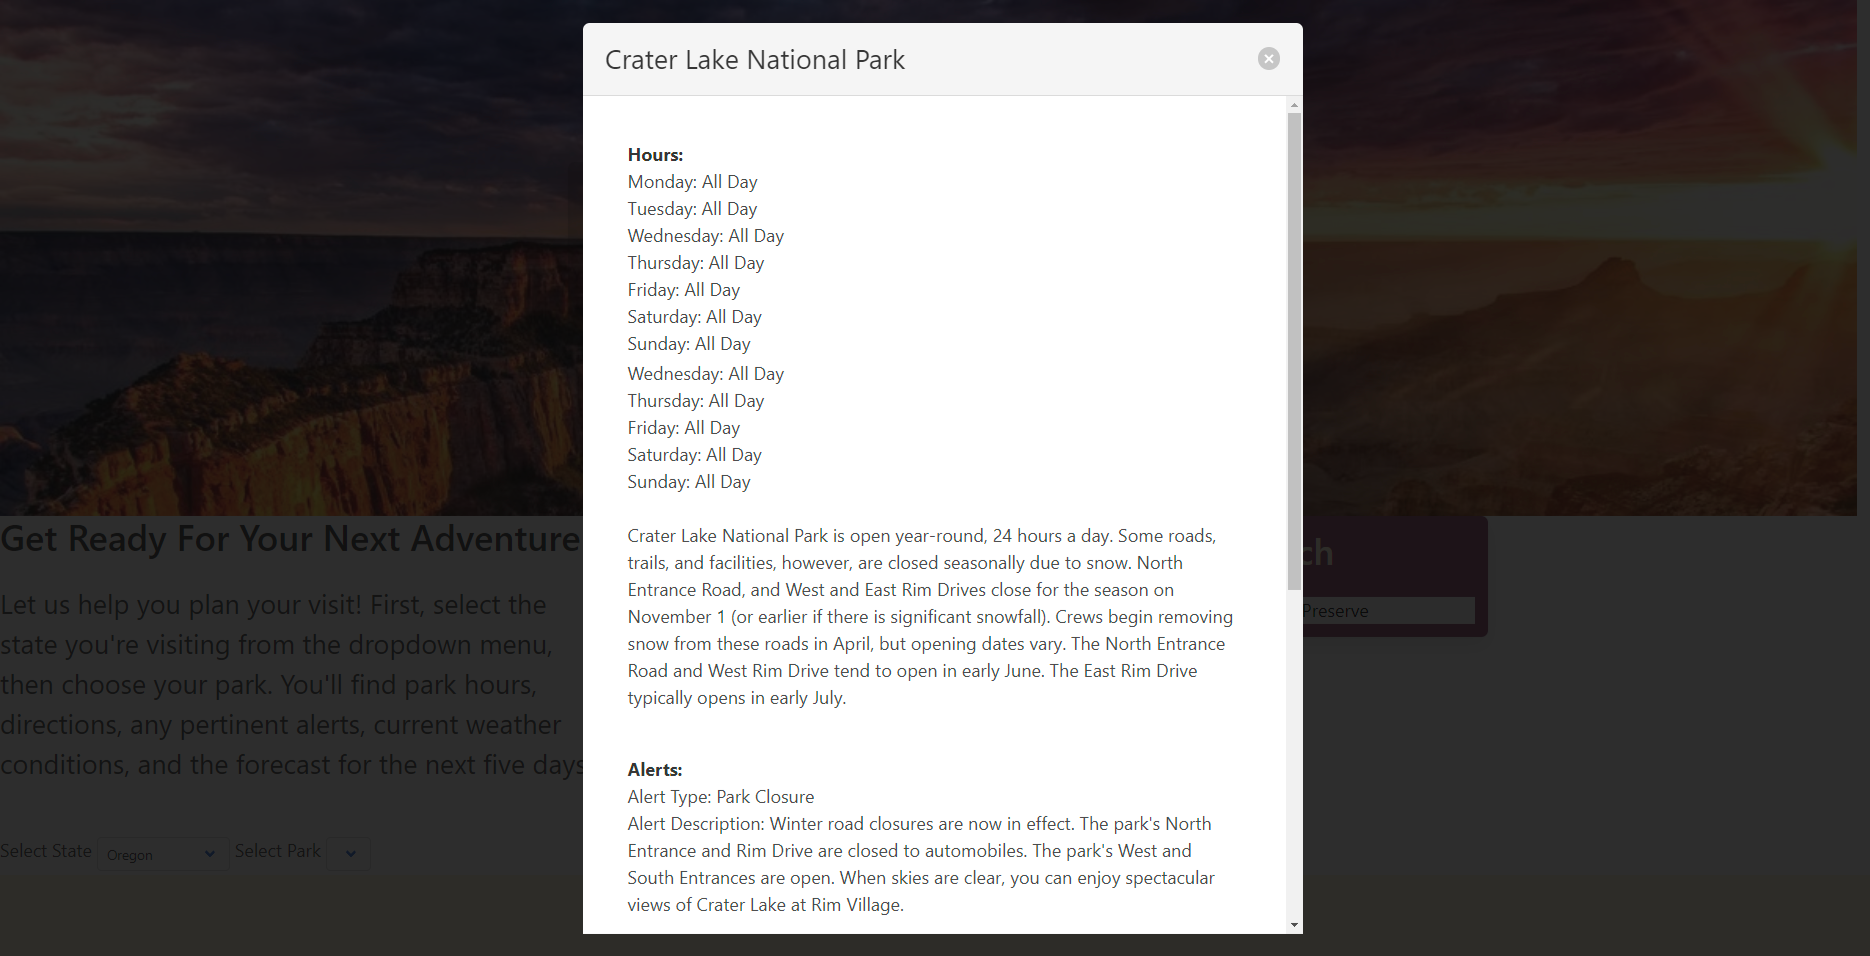 Crater Lake National Park
Hours:
Monday: All Day
Tuesday: All Day
Wednesday: All Day
Thursday: All Day
Friday: All Day
Saturday: All Day
Sunday: All Day
Wednesday: All Day
Thursday: All Day
Friday: All Day
Saturday: All Day
Sunday: All Day
Crater Lake National Park is open year-round, 24 hours a day. Some roads,
trails, and facilities, however, are closed seasonally due to snow. North
Entrance Road, and West and East Rim Drives close for the season on
November 1 (or earlier if there is significant snowfall). Crews begin removing
snow from these roads in April, but opening dates vary. The North Entrance
Road and West Rim Drive tend to open in early June. The East Rim Drive
typically opens in early July.
Alerts:
Alert Type: Park Closure
Alert Description: Winter road closures are now in effect. The park's North
Entrance and Rim Drive are closed to automobiles. The park's West and
South Entrances are open. When skies are clear, you can enjoy spectacular
views of Crater Lake at Rim Village.
Get Ready For Your Next Adventure
Let us help you plan your visit! First, select the
state you're visiting from the dropdown menu,
then choose your park. You'll find park hours,
directions, any pertinent alerts, current weather
conditions, and the forecast for the next five days
Select State Oregon Select Park
ch
Preserve